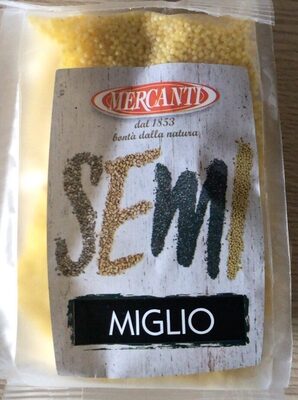 MERCANTI
dal 1853
bontà dalla natura
SEMI
MIGLIO